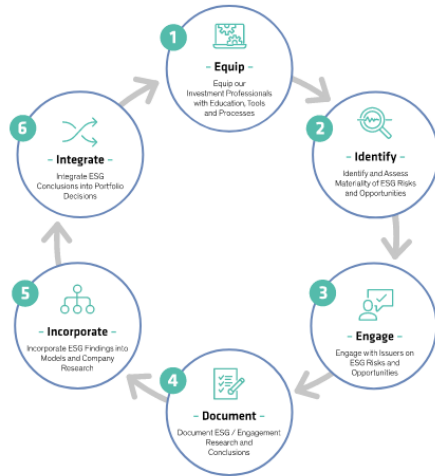 1
- Equip -
Equip our
Investment Professionals
with Education, Tools
and Processes
2
- Identify -
Identify and Assess
Materiality of ESG Risks
and Opportunities
3
- Engage -
Engage with Issuers on
ESG Risks and
Opportunities
4
- Document -
Document ESG / Engagement
Research and
Conclusions
5
- Incorporate -
Incorporate ESG Findings into
Models and Company
Research
6
- Integrate -
Integrate ESG
Conclusions into Portfolio
Decisions